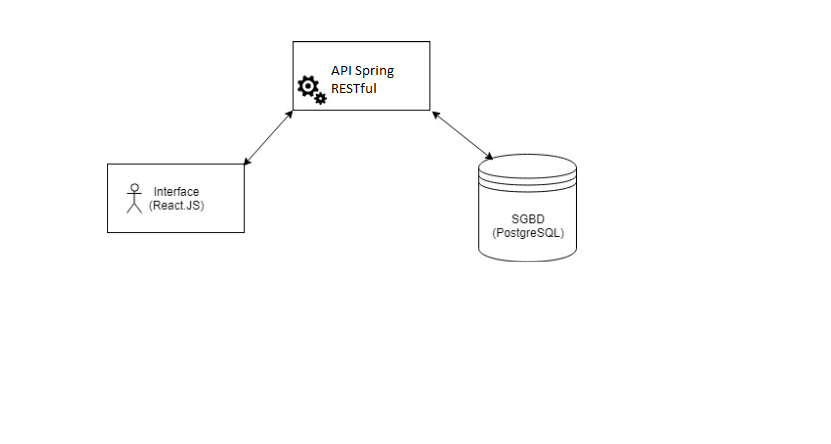 API Spring
RESTful
Interface
(React.JS)
SGBD
(PostgreSQL)